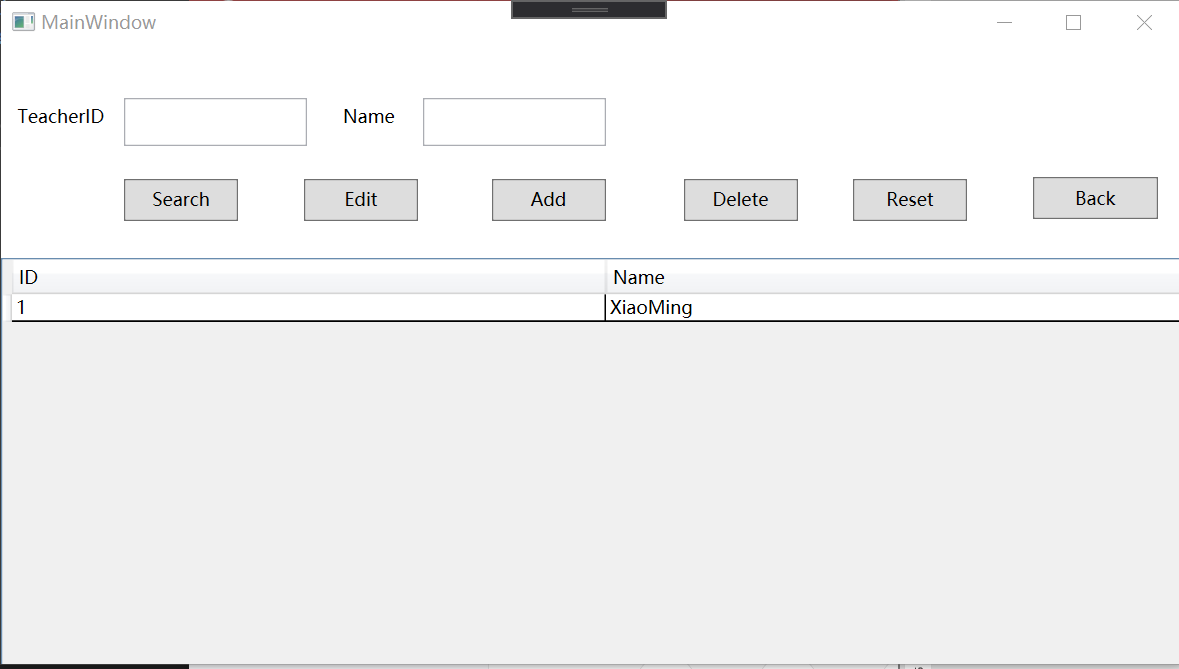 MainWindow
TeacherID Name
Search Edit Add Delete Reset Back
ID Name
1 XiaoMing